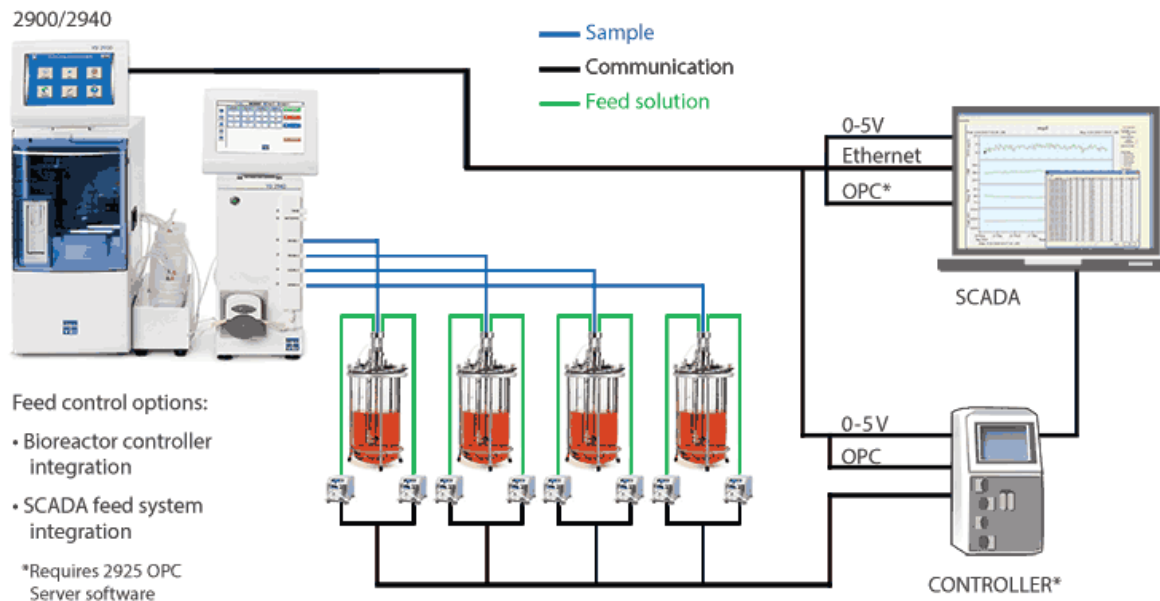 2900/2940
Sample
Communication
Feed solution
0-5V
Ethernet
OPC*
SCADA
Feed control options:
• Bioreactor controller
integration
• SCADA feed system
integration
*Requires 2925 OPC
Server software
0-5V
OPC
CONTROLLER*